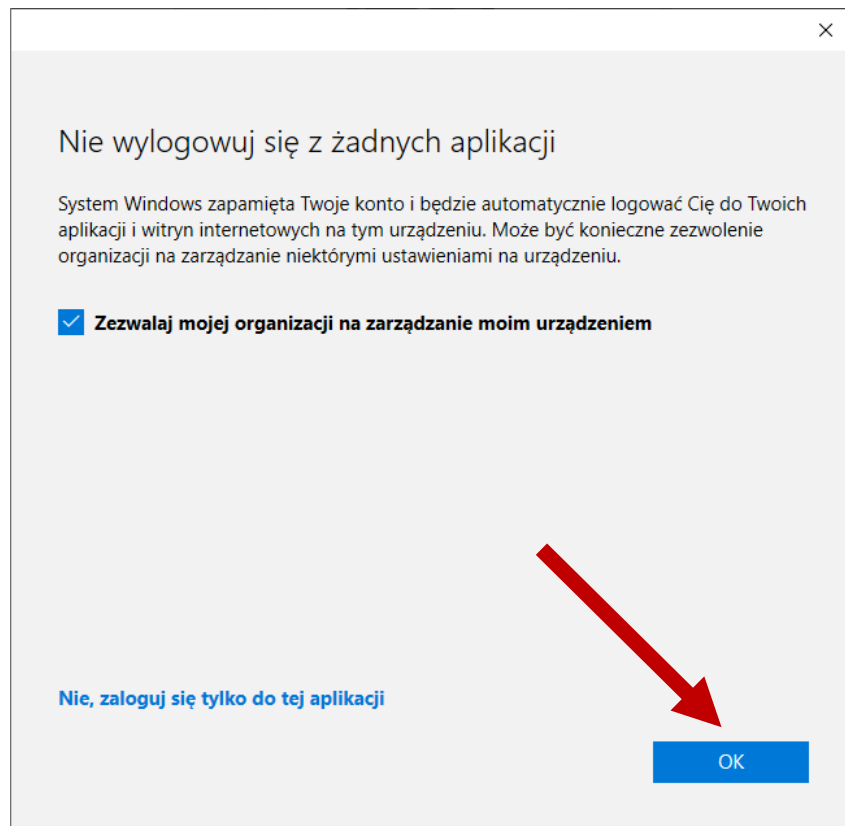 Nie wylogowuj się z żadnych aplikacji
System Windows zapamięta Twoje konto i będzie automatycznie logować Cię do Twoich
aplikacji i witryn internetowych na tym urządzeniu. Może być konieczne zezwolenie
organizacji na zarządzanie niektórymi ustawieniami na urządzeniu.
Zezwalaj mojej organizacji na zarządzanie moim urządzeniem
Nie, zaloguj się tylko do tej aplikacji
OK